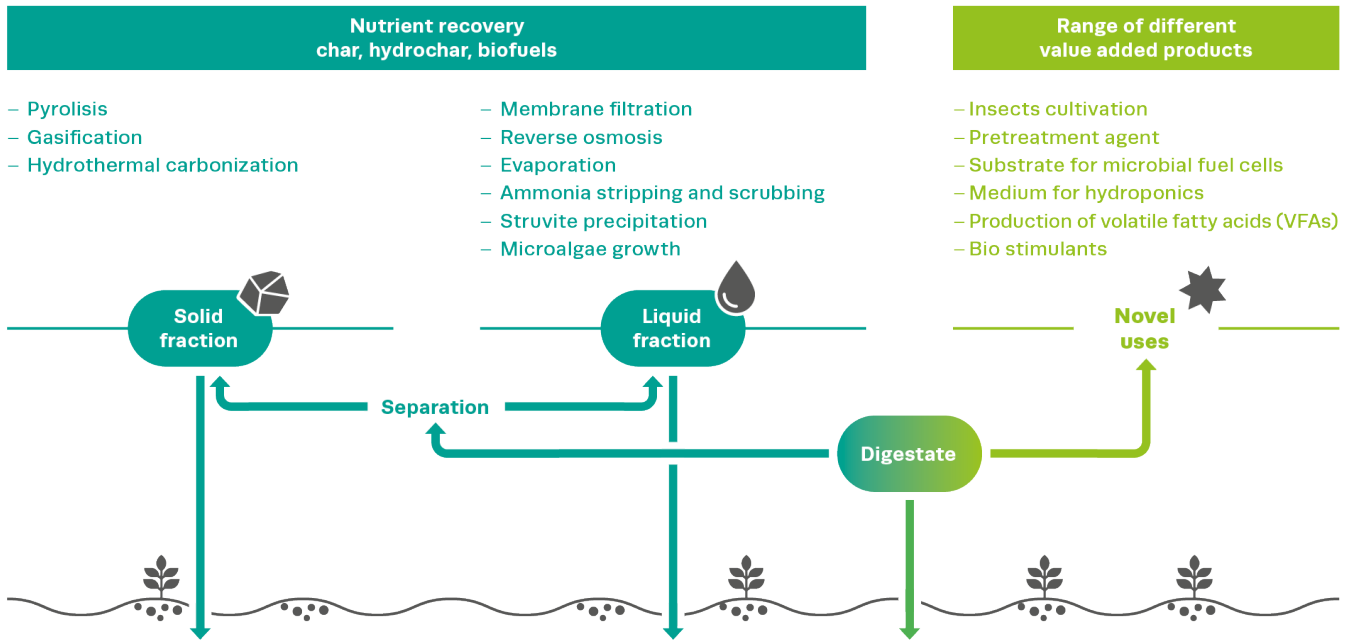 Nutrient recovery
char, hydrochar, biofuels
– Pyrolisis
– Gasification
– Hydrothermal carbonization
– Membrane filtration
– Reverse osmosis
– Evaporation
– Ammonia stripping and scrubbing
– Struvite precipitation
– Microalgae growth
Range of different
value added products
– Insects cultivation
– Pretreatment agent
– Substrate for microbial fuel cells
– Medium for hydroponics
– Production of volatile fatty acids (VFAs)
– Bio stimulants
Solid
fraction
Liquid
fraction
Novel
uses
Separation
Digestate